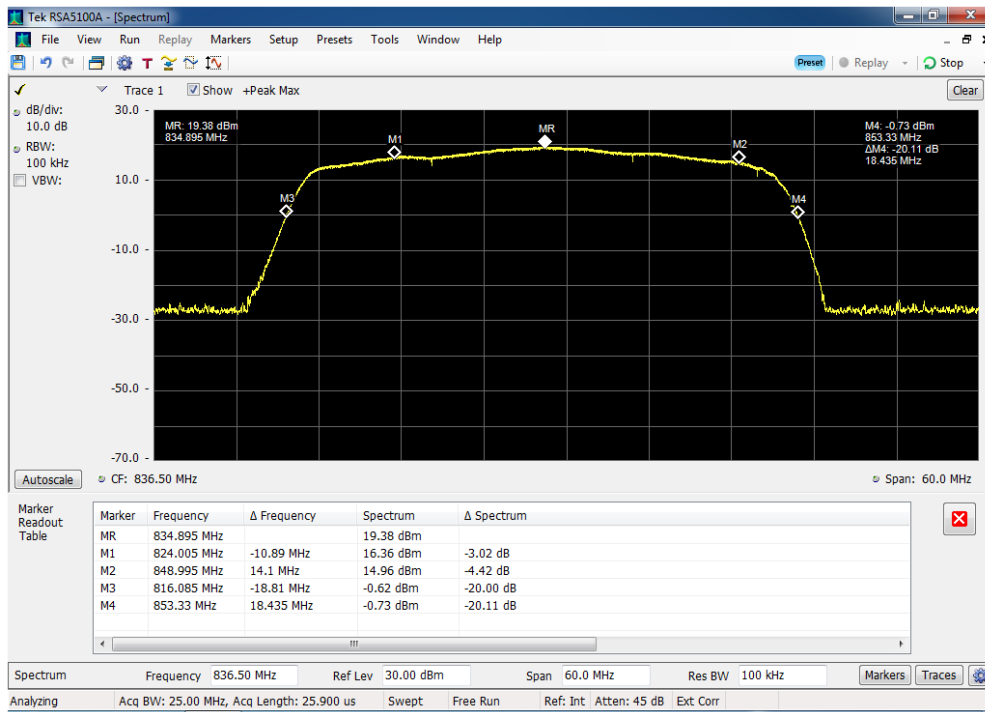 Tek RSA5100A - [Spectrum]
File View Run Replay Markers Setup Presets Tools Window Help
T Preset Replay Stop
Trace 1 Show +Peak Max Clear
dB/div:
10.0 dB
RBW:
100 kHz
VBW:
30.0
10.0
-10.0
-30.0
-50.0
-70.0
MR: 19.38 dBm
834.895 MHz
M4: -0.73 dBm
853.33 MHz
ΔM4: -20.11 dB
18.435 MHz
M3
M1
MR
M2
M4
Autoscale CF: 836.50 MHz Span: 60.0 MHz
Marker
Readout
Table
Marker Frequency Δ Frequency Spectrum Δ Spectrum
MR 834.895 MHz 19.38 dBm
M1 824.005 MHz -10.89 MHz 16.36 dBm -3.02 dB
M2 848.995 MHz 14.1 MHz 14.96 dBm -4.42 dB
M3 816.085 MHz -18.81 MHz -0.62 dBm -20.00 dB
M4 853.33 MHz 18.435 MHz -0.73 dBm -20.11 dB
Spectrum Frequency 836.50 MHz Ref Lev 30.00 dBm Span 60.0 MHz Res BW 100 kHz Markers Traces
Analyzing Acq BW: 25.00 MHz, Acq Length: 25.900 us Swept Free Run Ref: Int Atten: 45 dB Ext Corr